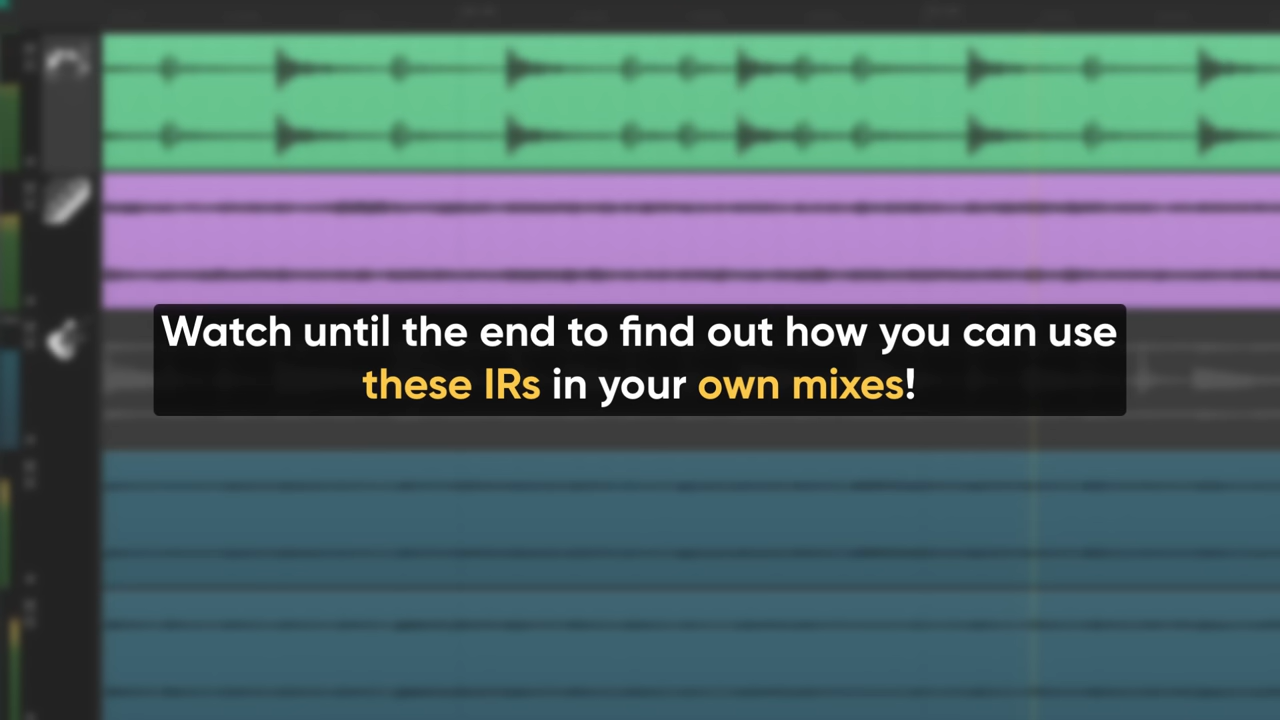 Watch until the end to find out how you can use
these IRs in your own mixes!